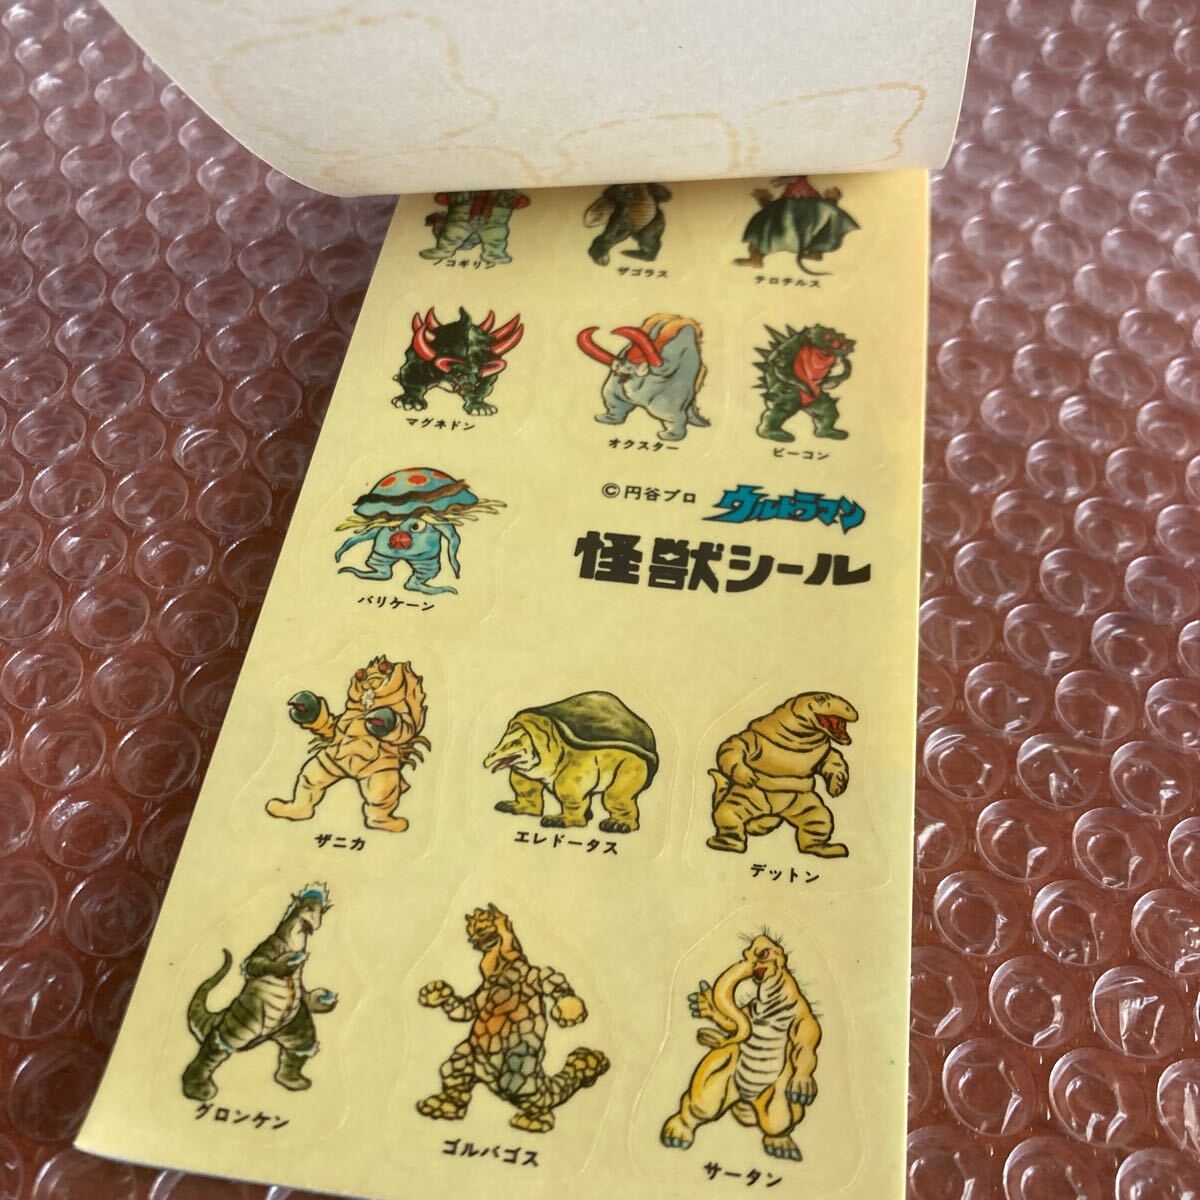 ノコギリン
ザゴラス
テロチルス
マグネドン
オクスター
ビーコン
©円谷プロ ウルトラマン
怪獣シール
バリケーン
ザニカ
エレドータス
デットン
グロンケン
ゴルバゴス
サータン